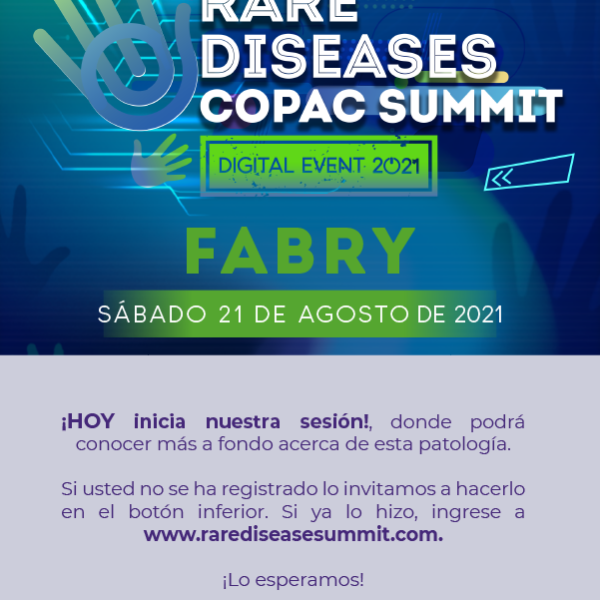 RARE
DISEASES
COPAC SUMMIT
DIGITAL EVENT 2021
FABRY
SÁBADO 21 DE AGOSTO DE 2021
¡HOY inicia nuestra sesión!, donde podrá
conocer más a fondo acerca de esta patología.
Si usted no se ha registrado lo invitamos a hacerlo
en el botón inferior. Si ya lo hizo, ingrese a
www.rarediseasesummit.com.
¡Lo esperamos!